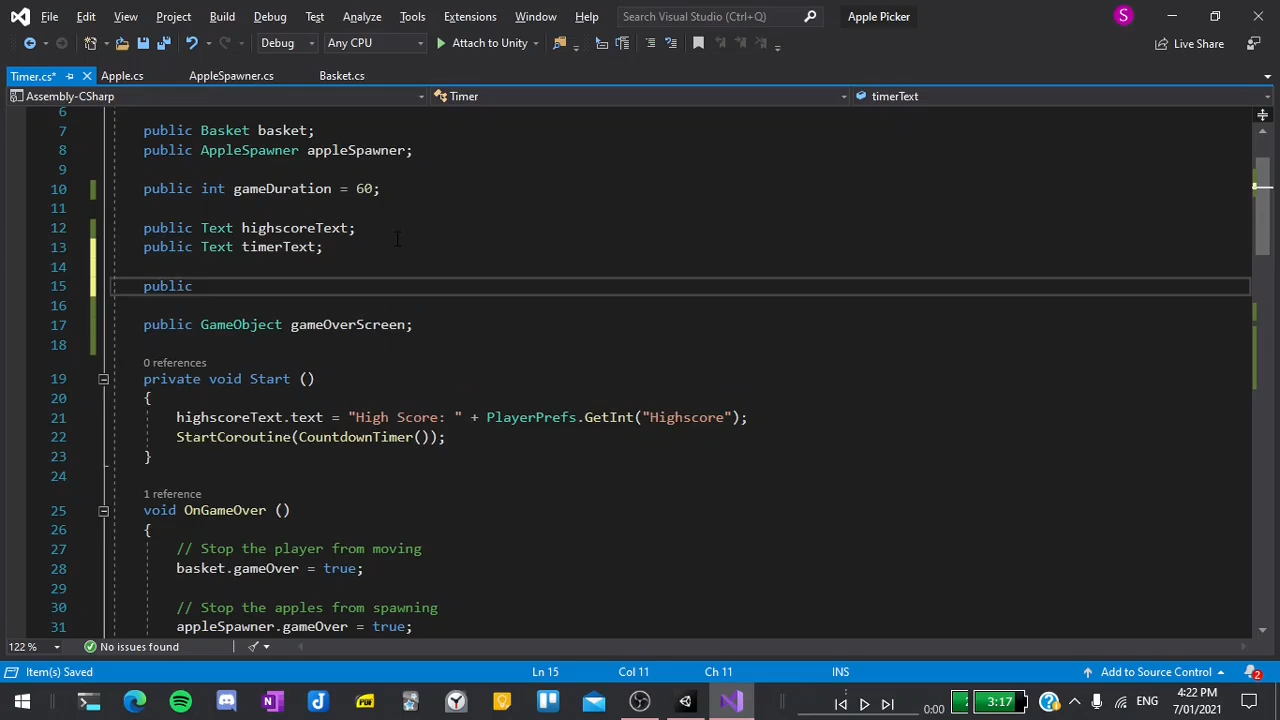 File Edit View Project Build Debug Test Analyze Tools Extensions Window Help Search Visual Studio (Ctrl+Q) Apple Picker S
Debug Any CPU Attach to Unity Live Share
Timer.cs* Apple.cs AppleSpawner.cs Basket.cs
Assembly-CSharp Timer timerText
6
7 public Basket basket;
8 public AppleSpawner appleSpawner;
9
10 public int gameDuration = 60;
11
12 public Text highscoreText;
13 public Text timerText;
14
15 public
16
17 public GameObject gameOverScreen;
18
0 references
19 private void Start ()
20 {
21 highscoreText.text = "High Score: " + PlayerPrefs.GetInt("Highscore");
22 StartCoroutine(CountdownTimer());
23 }
24
1 reference
25 void OnGameOver ()
26 {
27 // Stop the player from moving
28 basket.gameOver = true;
29
30 // Stop the apples from spawning
31 appleSpawner.gameOver = true;
122 % No issues found
Item(s) Saved Ln 15 Col 11 Ch 11 INS Add to Source Control 2
0:00 3:17 ENG 4:22 PM
7/01/2021